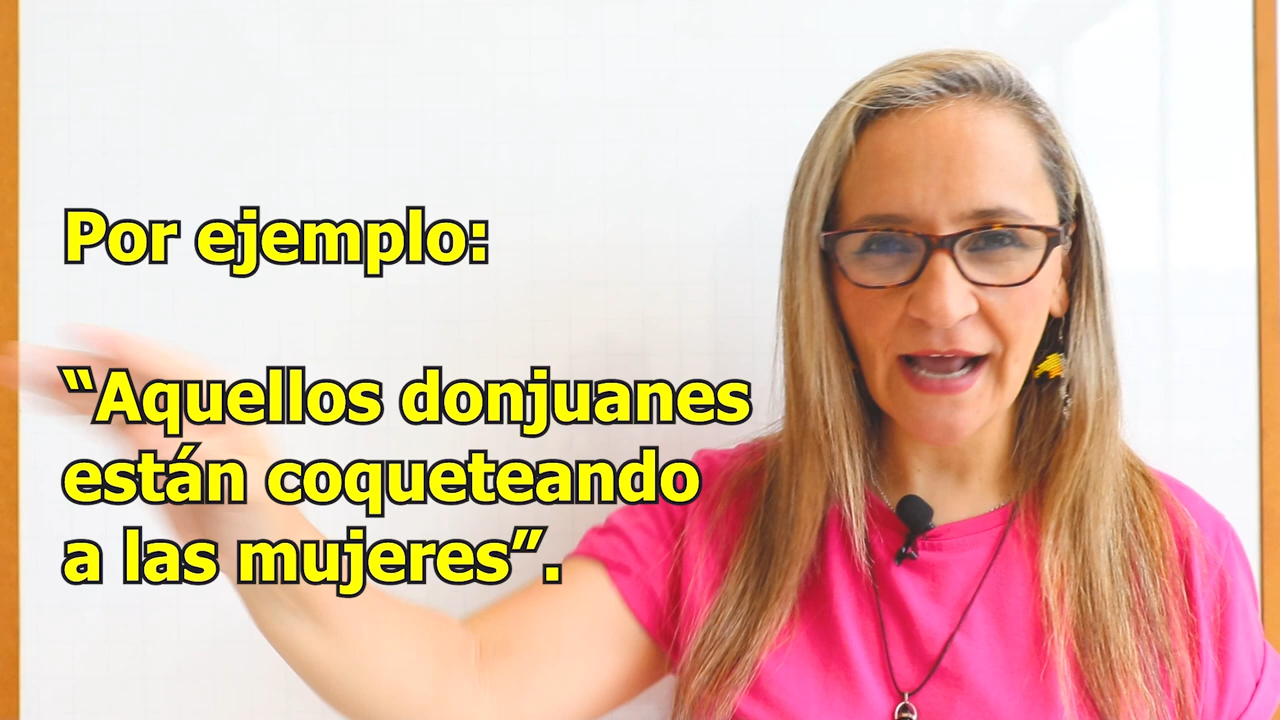 Por ejemplo:
“Aquellos donjuanes
están coqueteando
a las mujeres”.